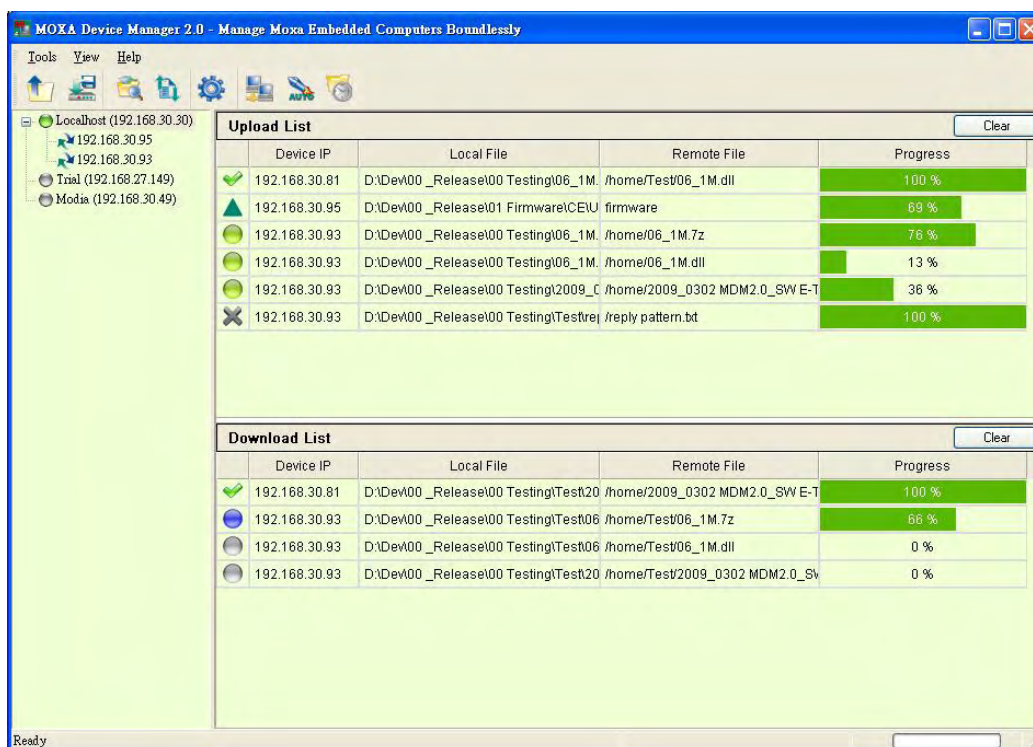 MOXA Device Manager 2.0 - Manage Moxa Embedded Computers Boundlessly
Tools View Help
AUTO
Localhost (192.168.30.30)
192.168.30.95
192.168.30.93
Trial (192.168.27.149)
Modia (192.168.30.49)
Upload List Clear
Device IP Local File Remote File Progress
192.168.30.81 D:\Dev\00 _Release\00 Testing\06_1M. /home/Test/06_1M.dll 100 %
192.168.30.95 D:\Dev\00 _Release\01 Firmware\CE\U firmware 69 %
192.168.30.93 D:\Dev\00 _Release\00 Testing\06_1M. /home/06_1M.7z 76 %
192.168.30.93 D:\Dev\00 _Release\00 Testing\06_1M. /home/06_1M.dll 13 %
192.168.30.93 D:\Dev\00 _Release\00 Testing\2009_0 /home/2009_0302 MDM2.0_SW E-T 36 %
192.168.30.93 D:\Dev\00 _Release\00 Testing\Test\rep /reply pattern.txt 100 %
Download List Clear
Device IP Local File Remote File Progress
192.168.30.81 D:\Dev\00 _Release\00 Testing\Test\20 /home/2009_0302 MDM2.0_SW E-T 100 %
192.168.30.93 D:\Dev\00 _Release\00 Testing\Test\06 /home/Test/06_1M.7z 66 %
192.168.30.93 D:\Dev\00 _Release\00 Testing\Test\06 /home/Test/06_1M.dll 0 %
192.168.30.93 D:\Dev\00 _Release\00 Testing\Test\20 /home/Test/2009_0302 MDM2.0_SW 0 %
Ready